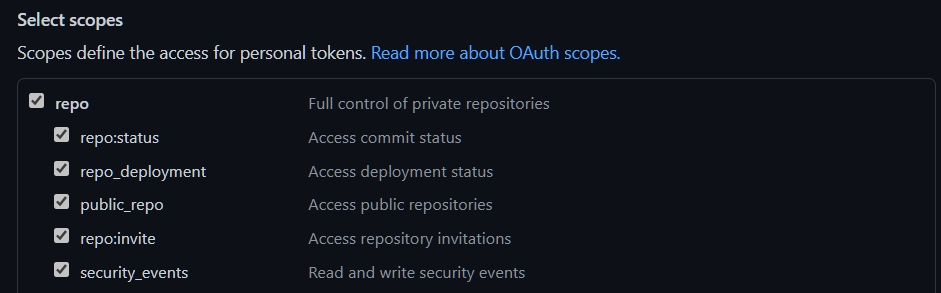 Select scopes
Scopes define the access for personal tokens. Read more about OAuth scopes.
repo Full control of private repositories
repo:status Access commit status
repo_deployment Access deployment status
public_repo Access public repositories
repo:invite Access repository invitations
security_events Read and write security events